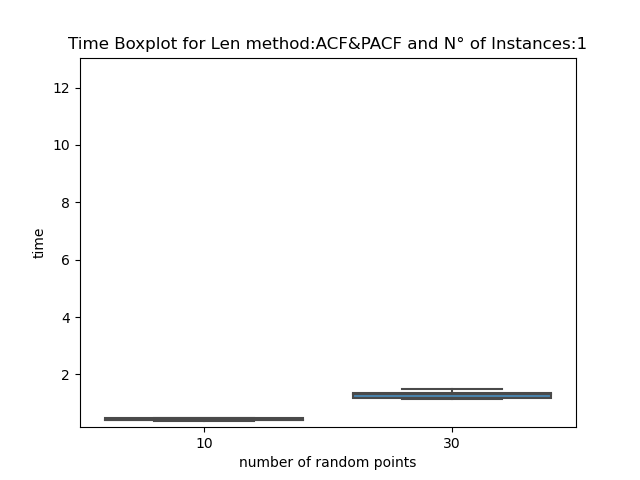 Time Boxplot for Len method:ACF&PACF and N° of Instances:1
12
10
8
6
4
2
time
10 30
number of random points